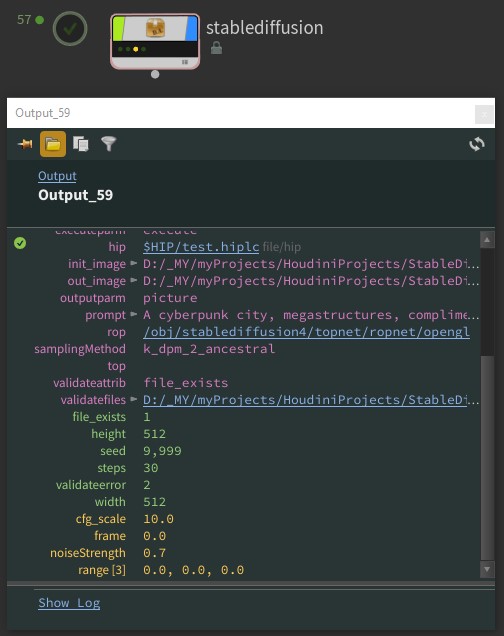 57
stablediffusion
Output_59
Output
Output_59
executeparm execute
hip $HIP/test.hiplc file/hip
init_image D:/_MY/myProjects/HoudiniProjects/StableDi...
out_image D:/_MY/myProjects/HoudiniProjects/StableDi...
outputparm picture
prompt A cyberpunk city, megastructures, complime...
rop /obj/stablediffusion4/topnet/ropnet/opengl
samplingMethod k_dpm_2_ancestral
top
validateattrib file_exists
validatefiles D:/_MY/myProjects/HoudiniProjects/StableDi...
file_exists 1
height 512
seed 9,999
steps 30
validateerror 2
width 512
cfg_scale 10.0
frame 0.0
noiseStrength 0.7
range [3] 0.0, 0.0, 0.0
Show Log